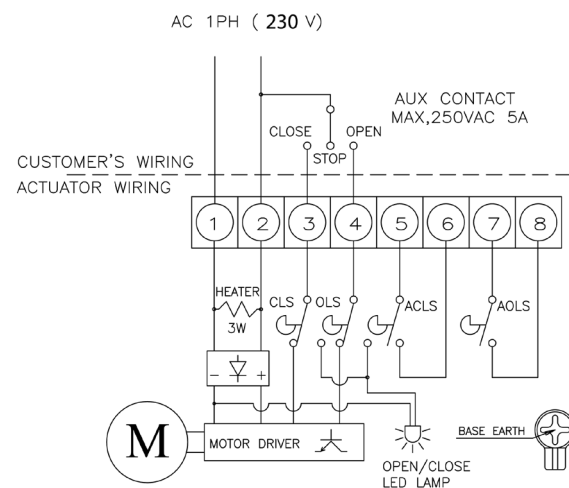 AC 1PH ( 230 V)
AUX CONTACT
MAX,250VAC 5A
CLOSE OPEN
STOP
CUSTOMER'S WIRING
ACTUATOR WIRING
1 2 3 4 5 6 7 8
HEATER
3W
CLS OLS ACLS AOLS
- +
M
MOTOR DRIVER
BASE EARTH
OPEN/CLOSE
LED LAMP